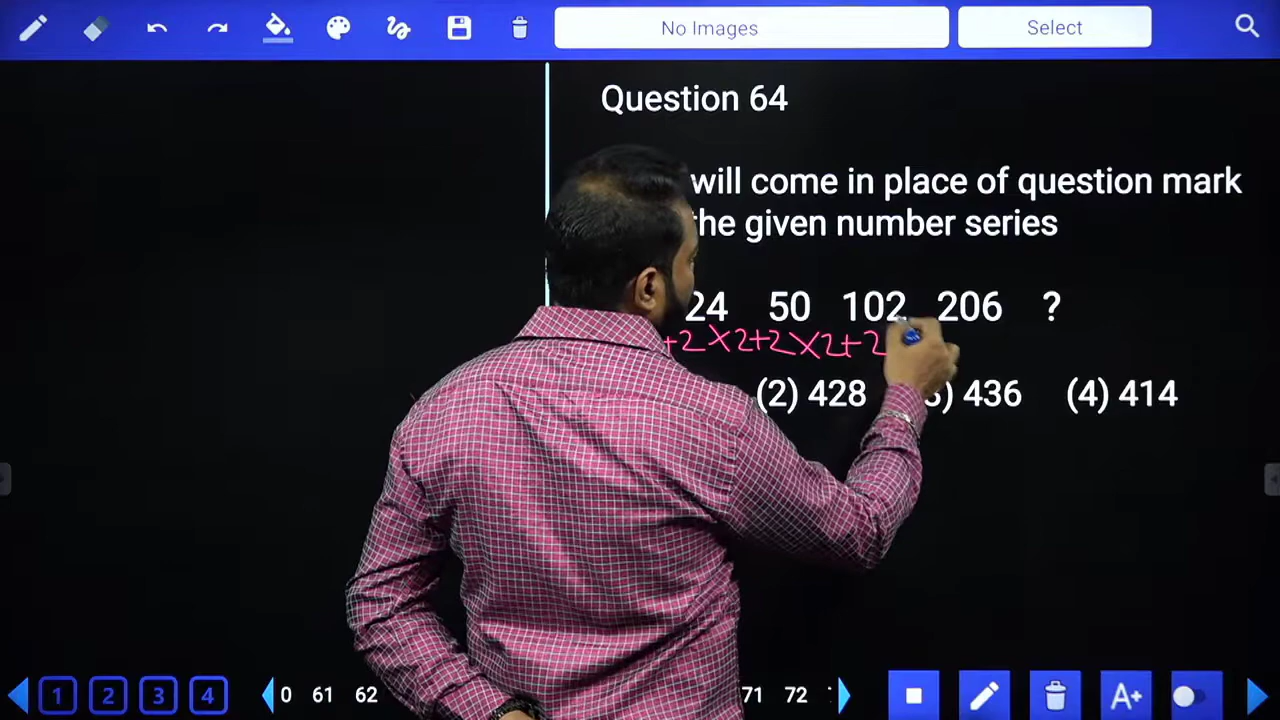 No Images
Select
Question 64
will come in place of question mark
the given number series
24 50 102 206 ?
+2 ×2+2 ×2+2
(2) 428 3) 436 (4) 414
1 2 3 4 0 61 62 71 72 A+